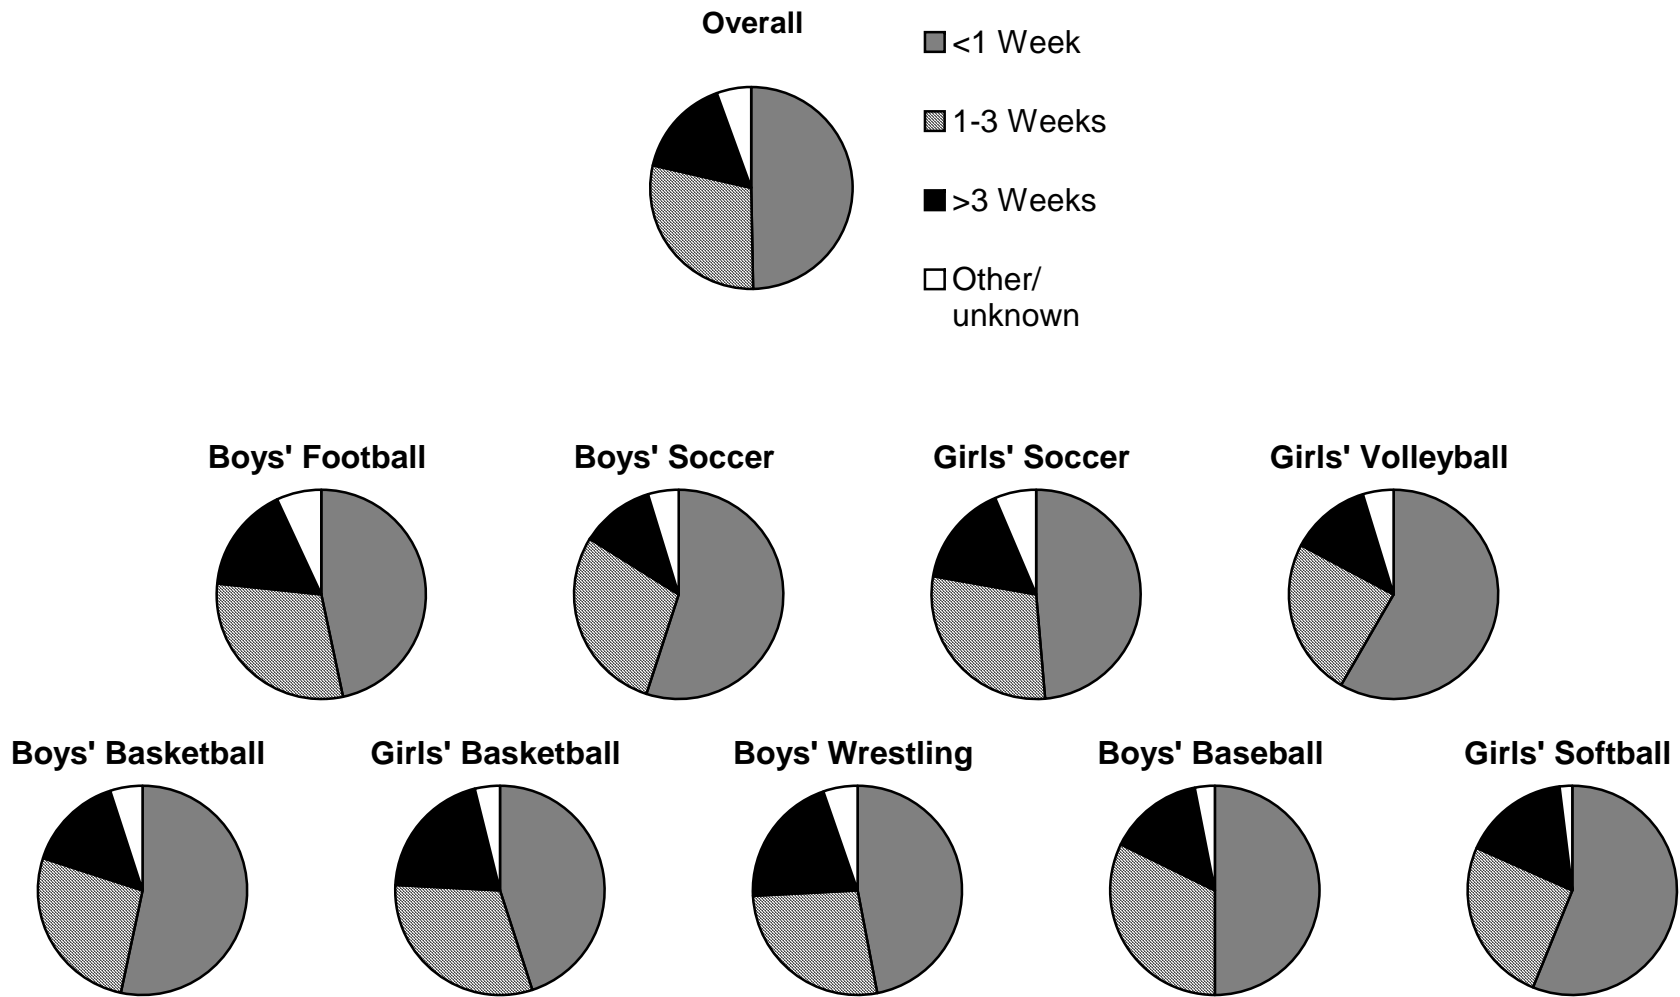 Overall
<1 Week
1-3 Weeks
>3 Weeks
Other/
unknown
Boys' Football
Boys' Soccer
Girls' Soccer
Girls' Volleyball
Boys' Basketball
Girls' Basketball
Boys' Wrestling
Boys' Baseball
Girls' Softball